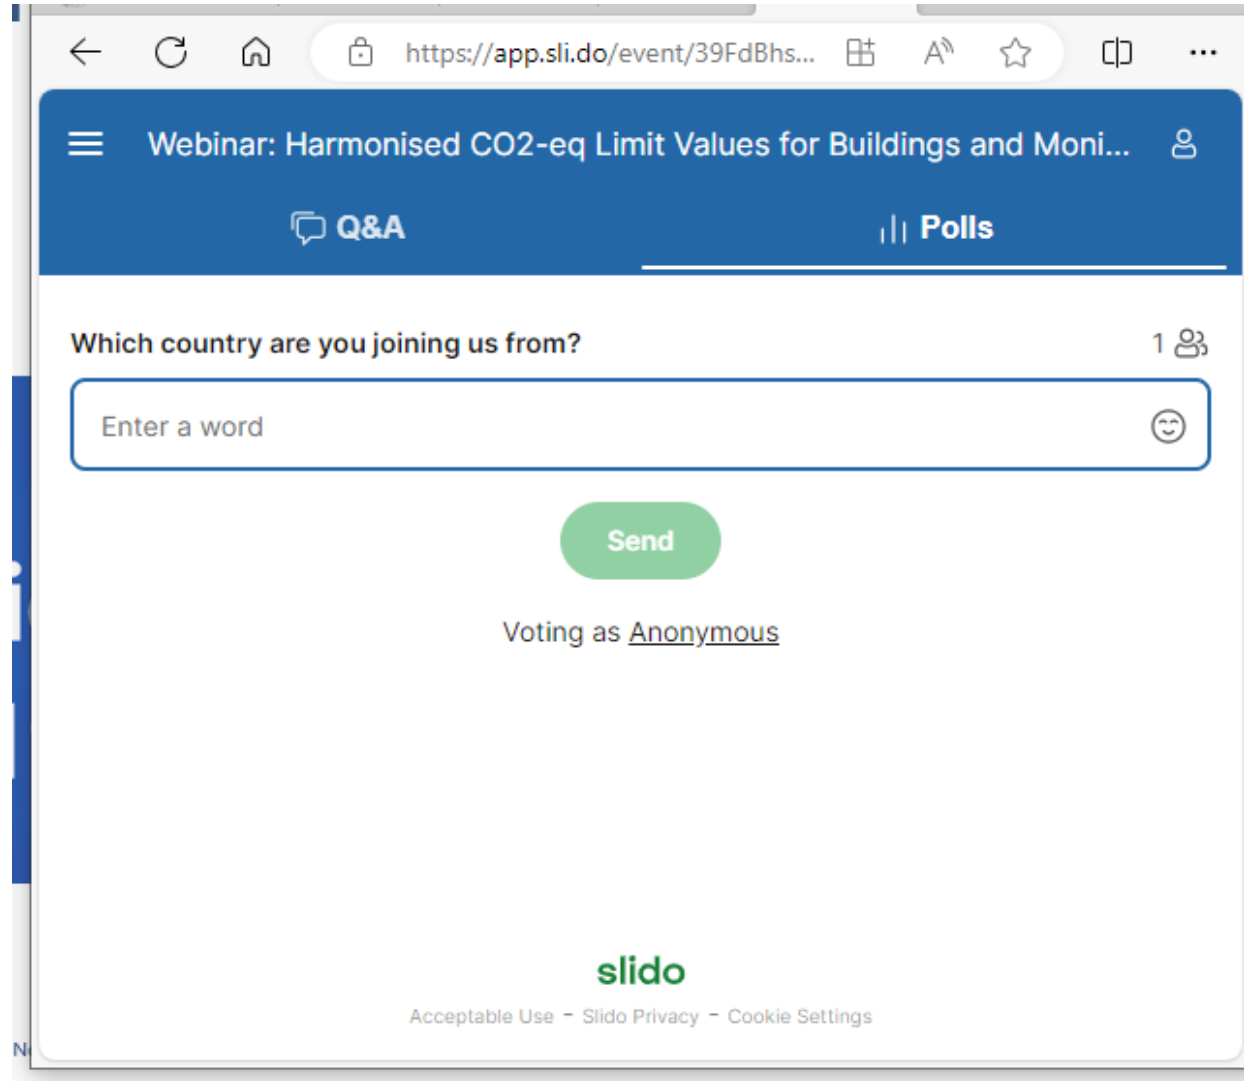 https://app.sli.do/event/39FdBhs...
Webinar: Harmonised CO2-eq Limit Values for Buildings and Moni...
Q&A
Polls
Which country are you joining us from?
1
Enter a word
Send
Voting as Anonymous
slido
Acceptable Use - Slido Privacy - Cookie Settings